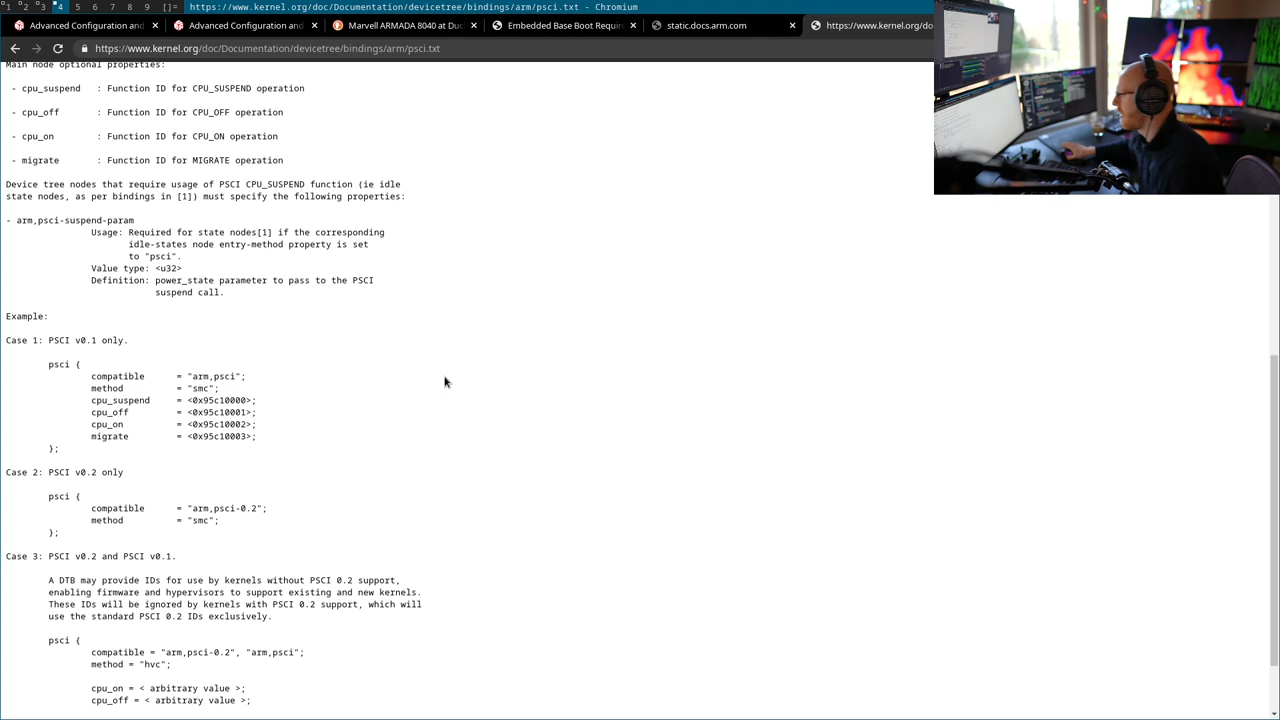 1 2 3 4 5 6 7 8 9 []= https://www.kernel.org/doc/Documentation/devicetree/bindings/arm/psci.txt - Chromium
Advanced Configuration and Advanced Configuration and Marvell ARMADA 8040 at Duc Embedded Base Boot Requir static.docs.arm.com https://www.kernel.org/do
https://www.kernel.org/doc/Documentation/devicetree/bindings/arm/psci.txt
Main node optional properties:
- cpu_suspend : Function ID for CPU_SUSPEND operation
- cpu_off : Function ID for CPU_OFF operation
- cpu_on : Function ID for CPU_ON operation
- migrate : Function ID for MIGRATE operation
Device tree nodes that require usage of PSCI CPU_SUSPEND function (ie idle
state nodes, as per bindings in [1]) must specify the following properties:
- arm,psci-suspend-param
Usage: Required for state nodes[1] if the corresponding
idle-states node entry-method property is set
to "psci".
Value type: <u32>
Definition: power_state parameter to pass to the PSCI
suspend call.
Example:
Case 1: PSCI v0.1 only.
psci {
compatible = "arm,psci";
method = "smc";
cpu_suspend = <0x95c10000>;
cpu_off = <0x95c10001>;
cpu_on = <0x95c10002>;
migrate = <0x95c10003>;
};
Case 2: PSCI v0.2 only
psci {
compatible = "arm,psci-0.2";
method = "smc";
};
Case 3: PSCI v0.2 and PSCI v0.1.
A DTB may provide IDs for use by kernels without PSCI 0.2 support,
enabling firmware and hypervisors to support existing and new kernels.
These IDs will be ignored by kernels with PSCI 0.2 support, which will
use the standard PSCI 0.2 IDs exclusively.
psci {
compatible = "arm,psci-0.2", "arm,psci";
method = "hvc";
cpu_on = < arbitrary value >;
cpu_off = < arbitrary value >;